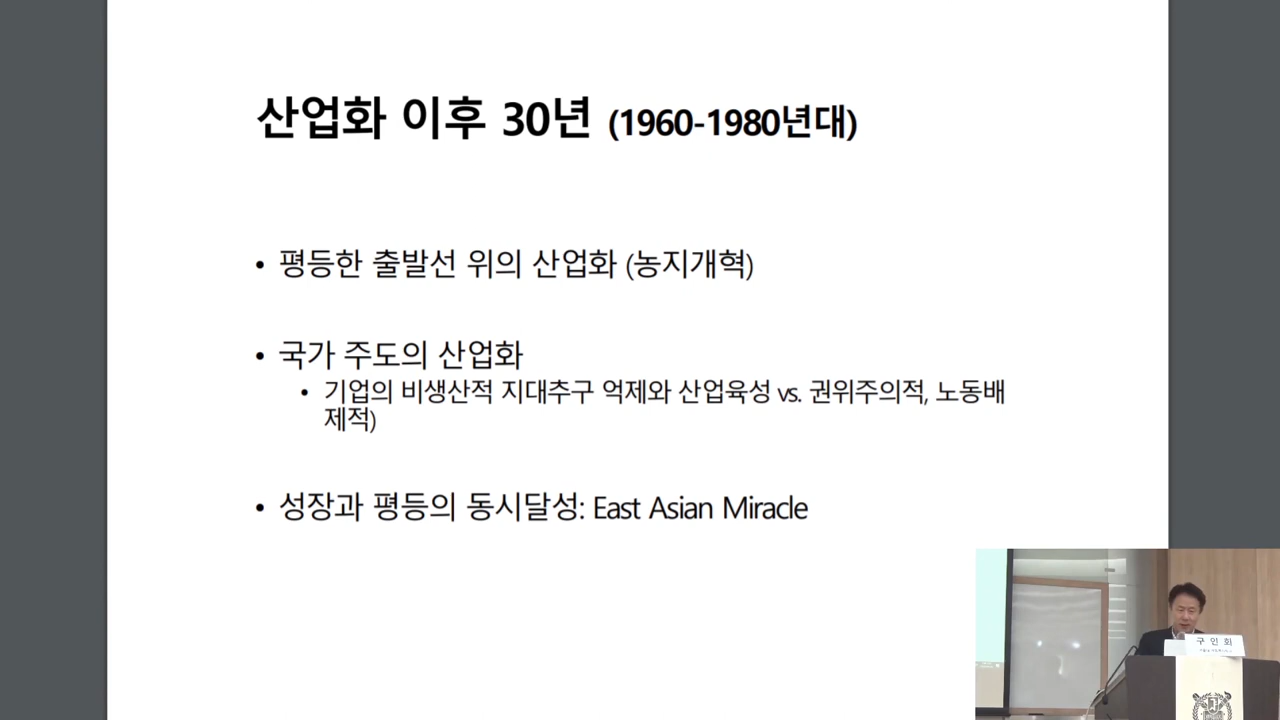 산업화 이후 30년 (1960-1980년대)
• 평등한 출발선 위의 산업화 (농지개혁)
• 국가 주도의 산업화
• 기업의 비생산적 지대추구 억제와 산업육성 vs. 권위주의적, 노동배
제적)
• 성장과 평등의 동시달성: East Asian Miracle
구 인 회